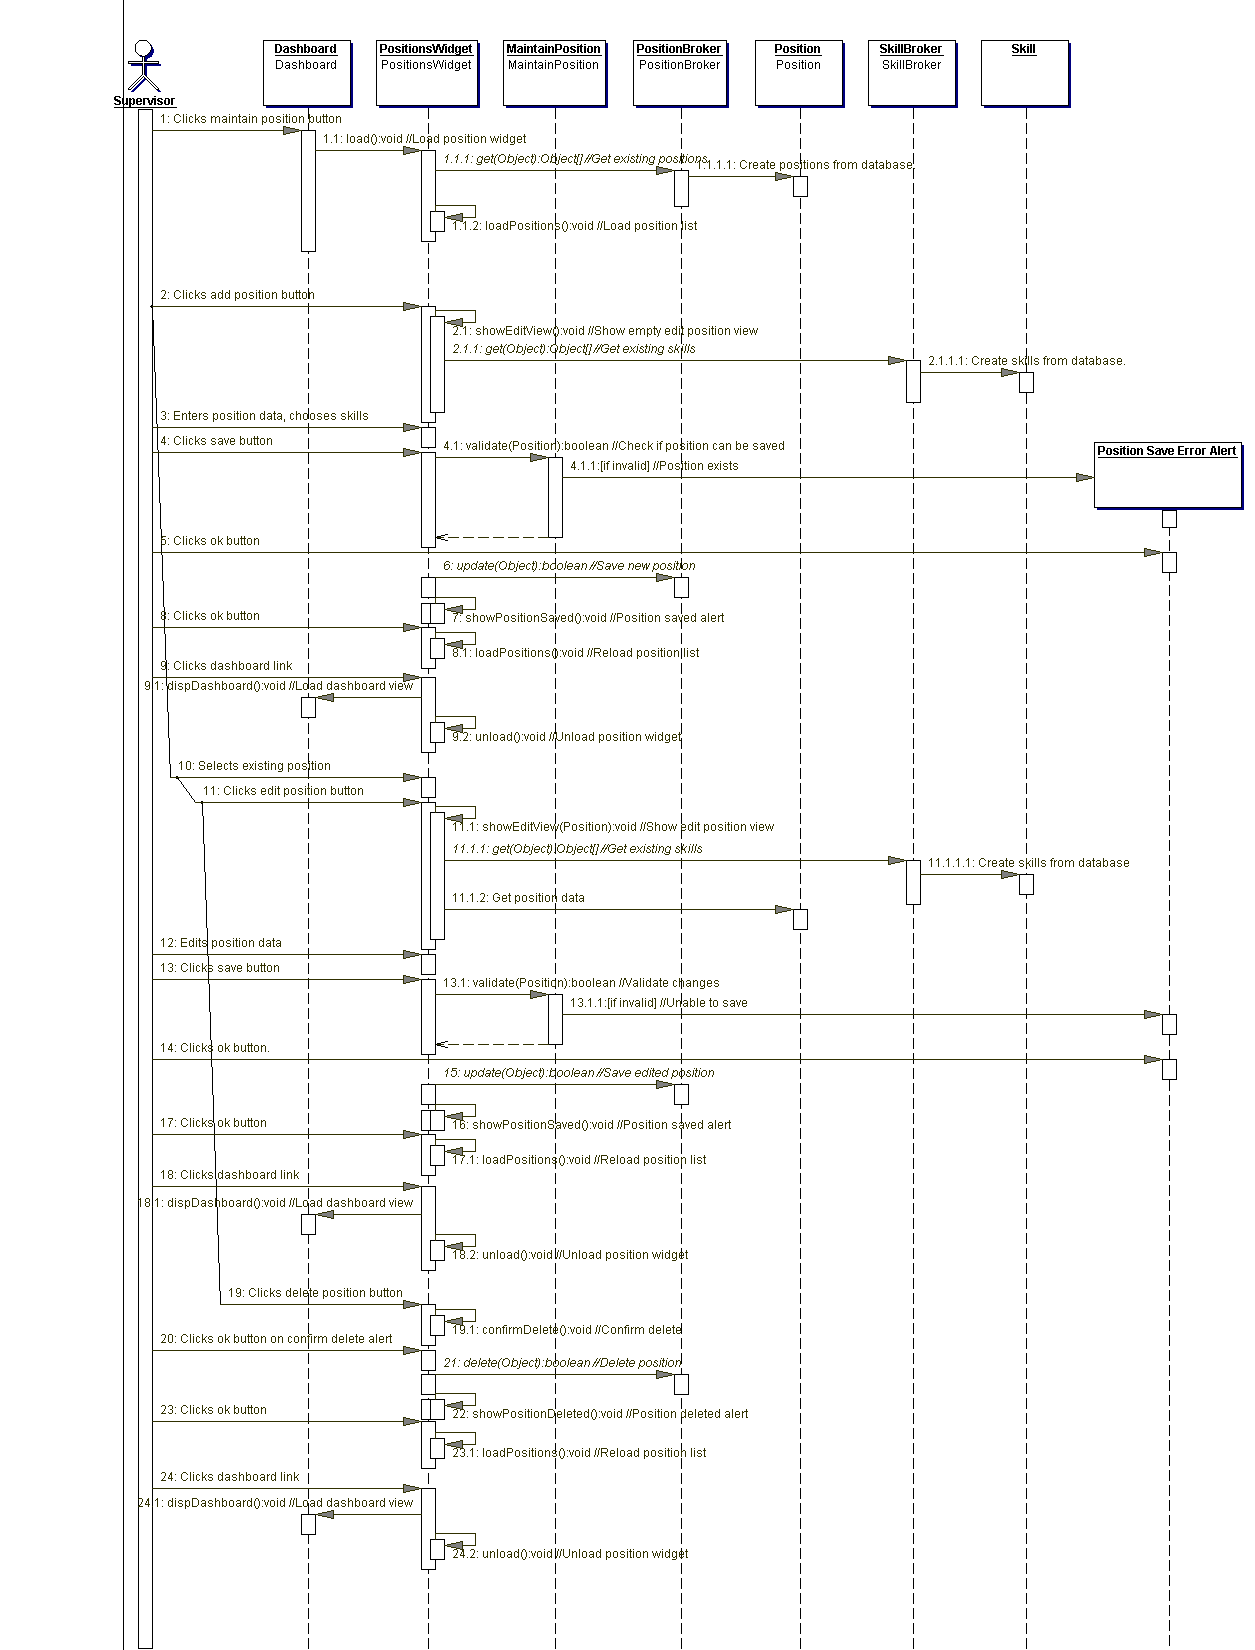 Dashboard
Dashboard
PositionsWidget
PositionsWidget
MaintainPosition
MaintainPosition
PositionBroker
PositionBroker
Position
Position
SkillBroker
SkillBroker
Skill
Supervisor
1: Clicks maintain position button
1.1: load():void //Load position widget
1.1.1: get(Object):Object[] //Get existing positions
1.1.1.1: Create positions from database.
1.1.2: loadPositions():void //Load position list
2: Clicks add position button
2.1: showEditView():void //Show empty edit position view
2.1.1: get(Object):Object[] //Get existing skills
2.1.1.1: Create skills from database.
3: Enters position data, chooses skills
4: Clicks save button
4.1: validate(Position):boolean //Check if position can be saved
4.1.1:[if invalid] //Position exists
Position Save Error Alert
5: Clicks ok button
6: update(Object):boolean //Save new position
7: showPositionSaved():void //Position saved alert
8: Clicks ok button
8.1: loadPositions():void //Reload position list
9: Clicks dashboard link
9.1: dispDashboard():void //Load dashboard view
9.2: unload():void //Unload position widget
10: Selects existing position
11: Clicks edit position button
11.1: showEditView(Position):void //Show edit position view
11.1.1: get(Object):Object[] //Get existing skills
11.1.1.1: Create skills from database
11.1.2: Get position data
12: Edits position data
13: Clicks save button
13.1: validate(Position):boolean //Validate changes
13.1.1:[if invalid] //Unable to save
14: Clicks ok button.
15: update(Object):boolean //Save edited position
16: showPositionSaved():void //Position saved alert
17: Clicks ok button
17.1: loadPositions():void //Reload position list
18: Clicks dashboard link
18.1: dispDashboard():void //Load dashboard view
18.2: unload():void //Unload position widget
19: Clicks delete position button
19.1: confirmDelete():void //Confirm delete
20: Clicks ok button on confirm delete alert
21: delete(Object):boolean //Delete position
22: showPositionDeleted():void //Position deleted alert
23: Clicks ok button
23.1: loadPositions():void //Reload position list
24: Clicks dashboard link
24.1: dispDashboard():void //Load dashboard view
24.2: unload():void //Unload position widget